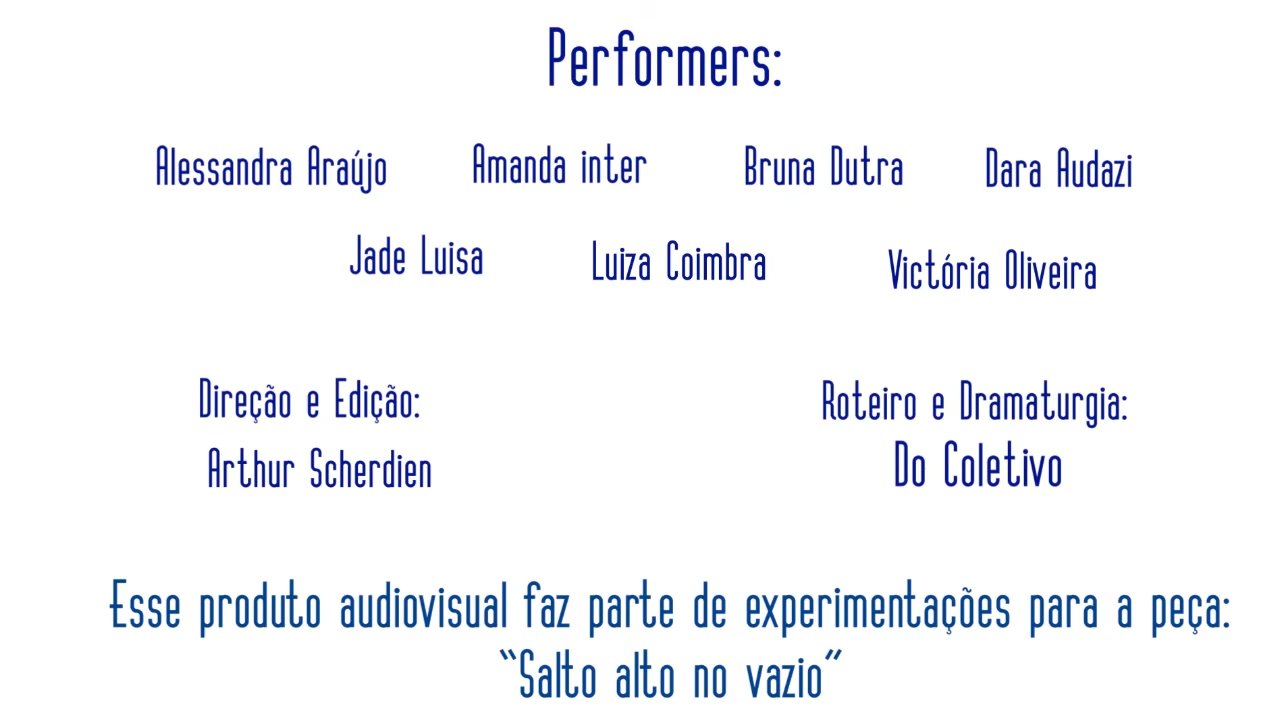 Performers:
Alessandra Araújo Amanda inter Bruna Dutra Dara Audazi
Jade Luisa Luiza Coimbra Victória Oliveira
Direção e Edição: Roteiro e Dramaturgia:
Arthur Scherdien Do Coletivo
Esse produto audiovisual faz parte de experimentações para a peça:
“Salto alto no vazio”